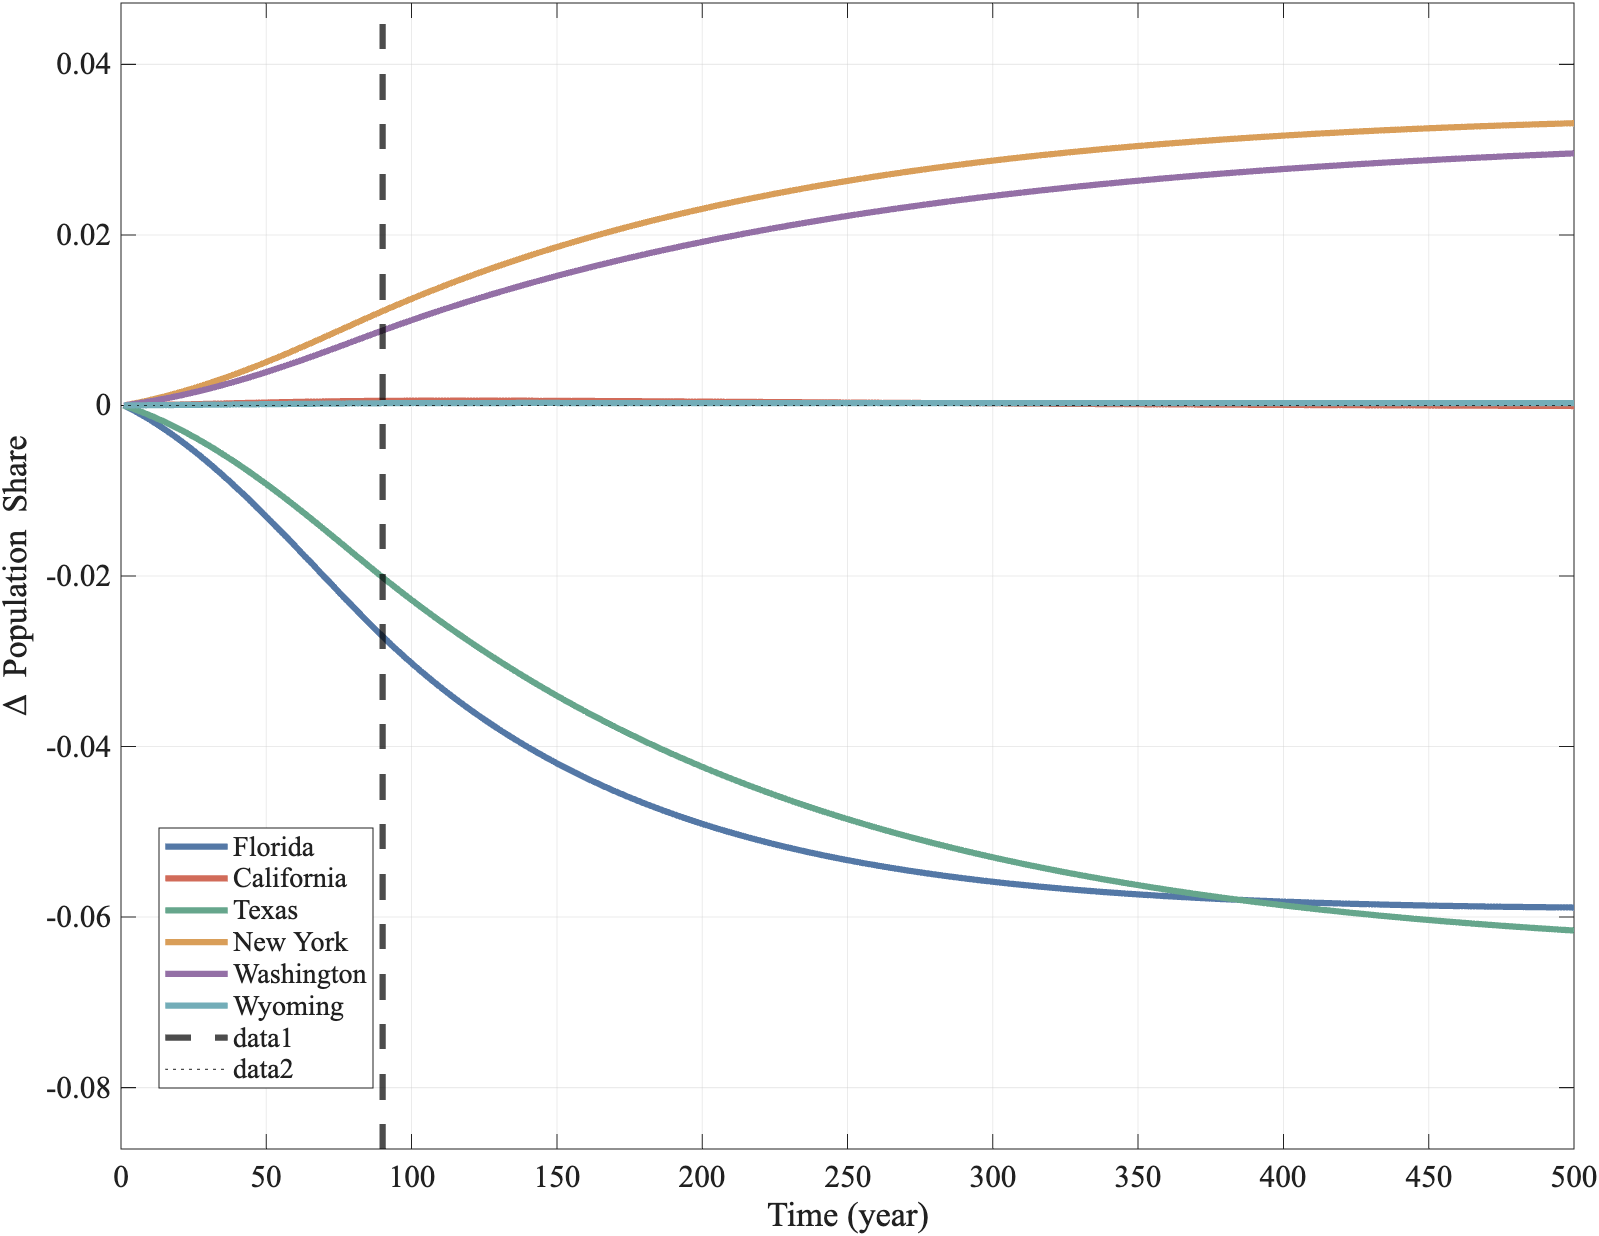 0.04
0.02
0
-0.02
-0.04
-0.06
-0.08
Δ Population Share
Florida
California
Texas
New York
Washington
Wyoming
data1
data2
0 50 100 150 200 250 300 350 400 450 500
Time (year)